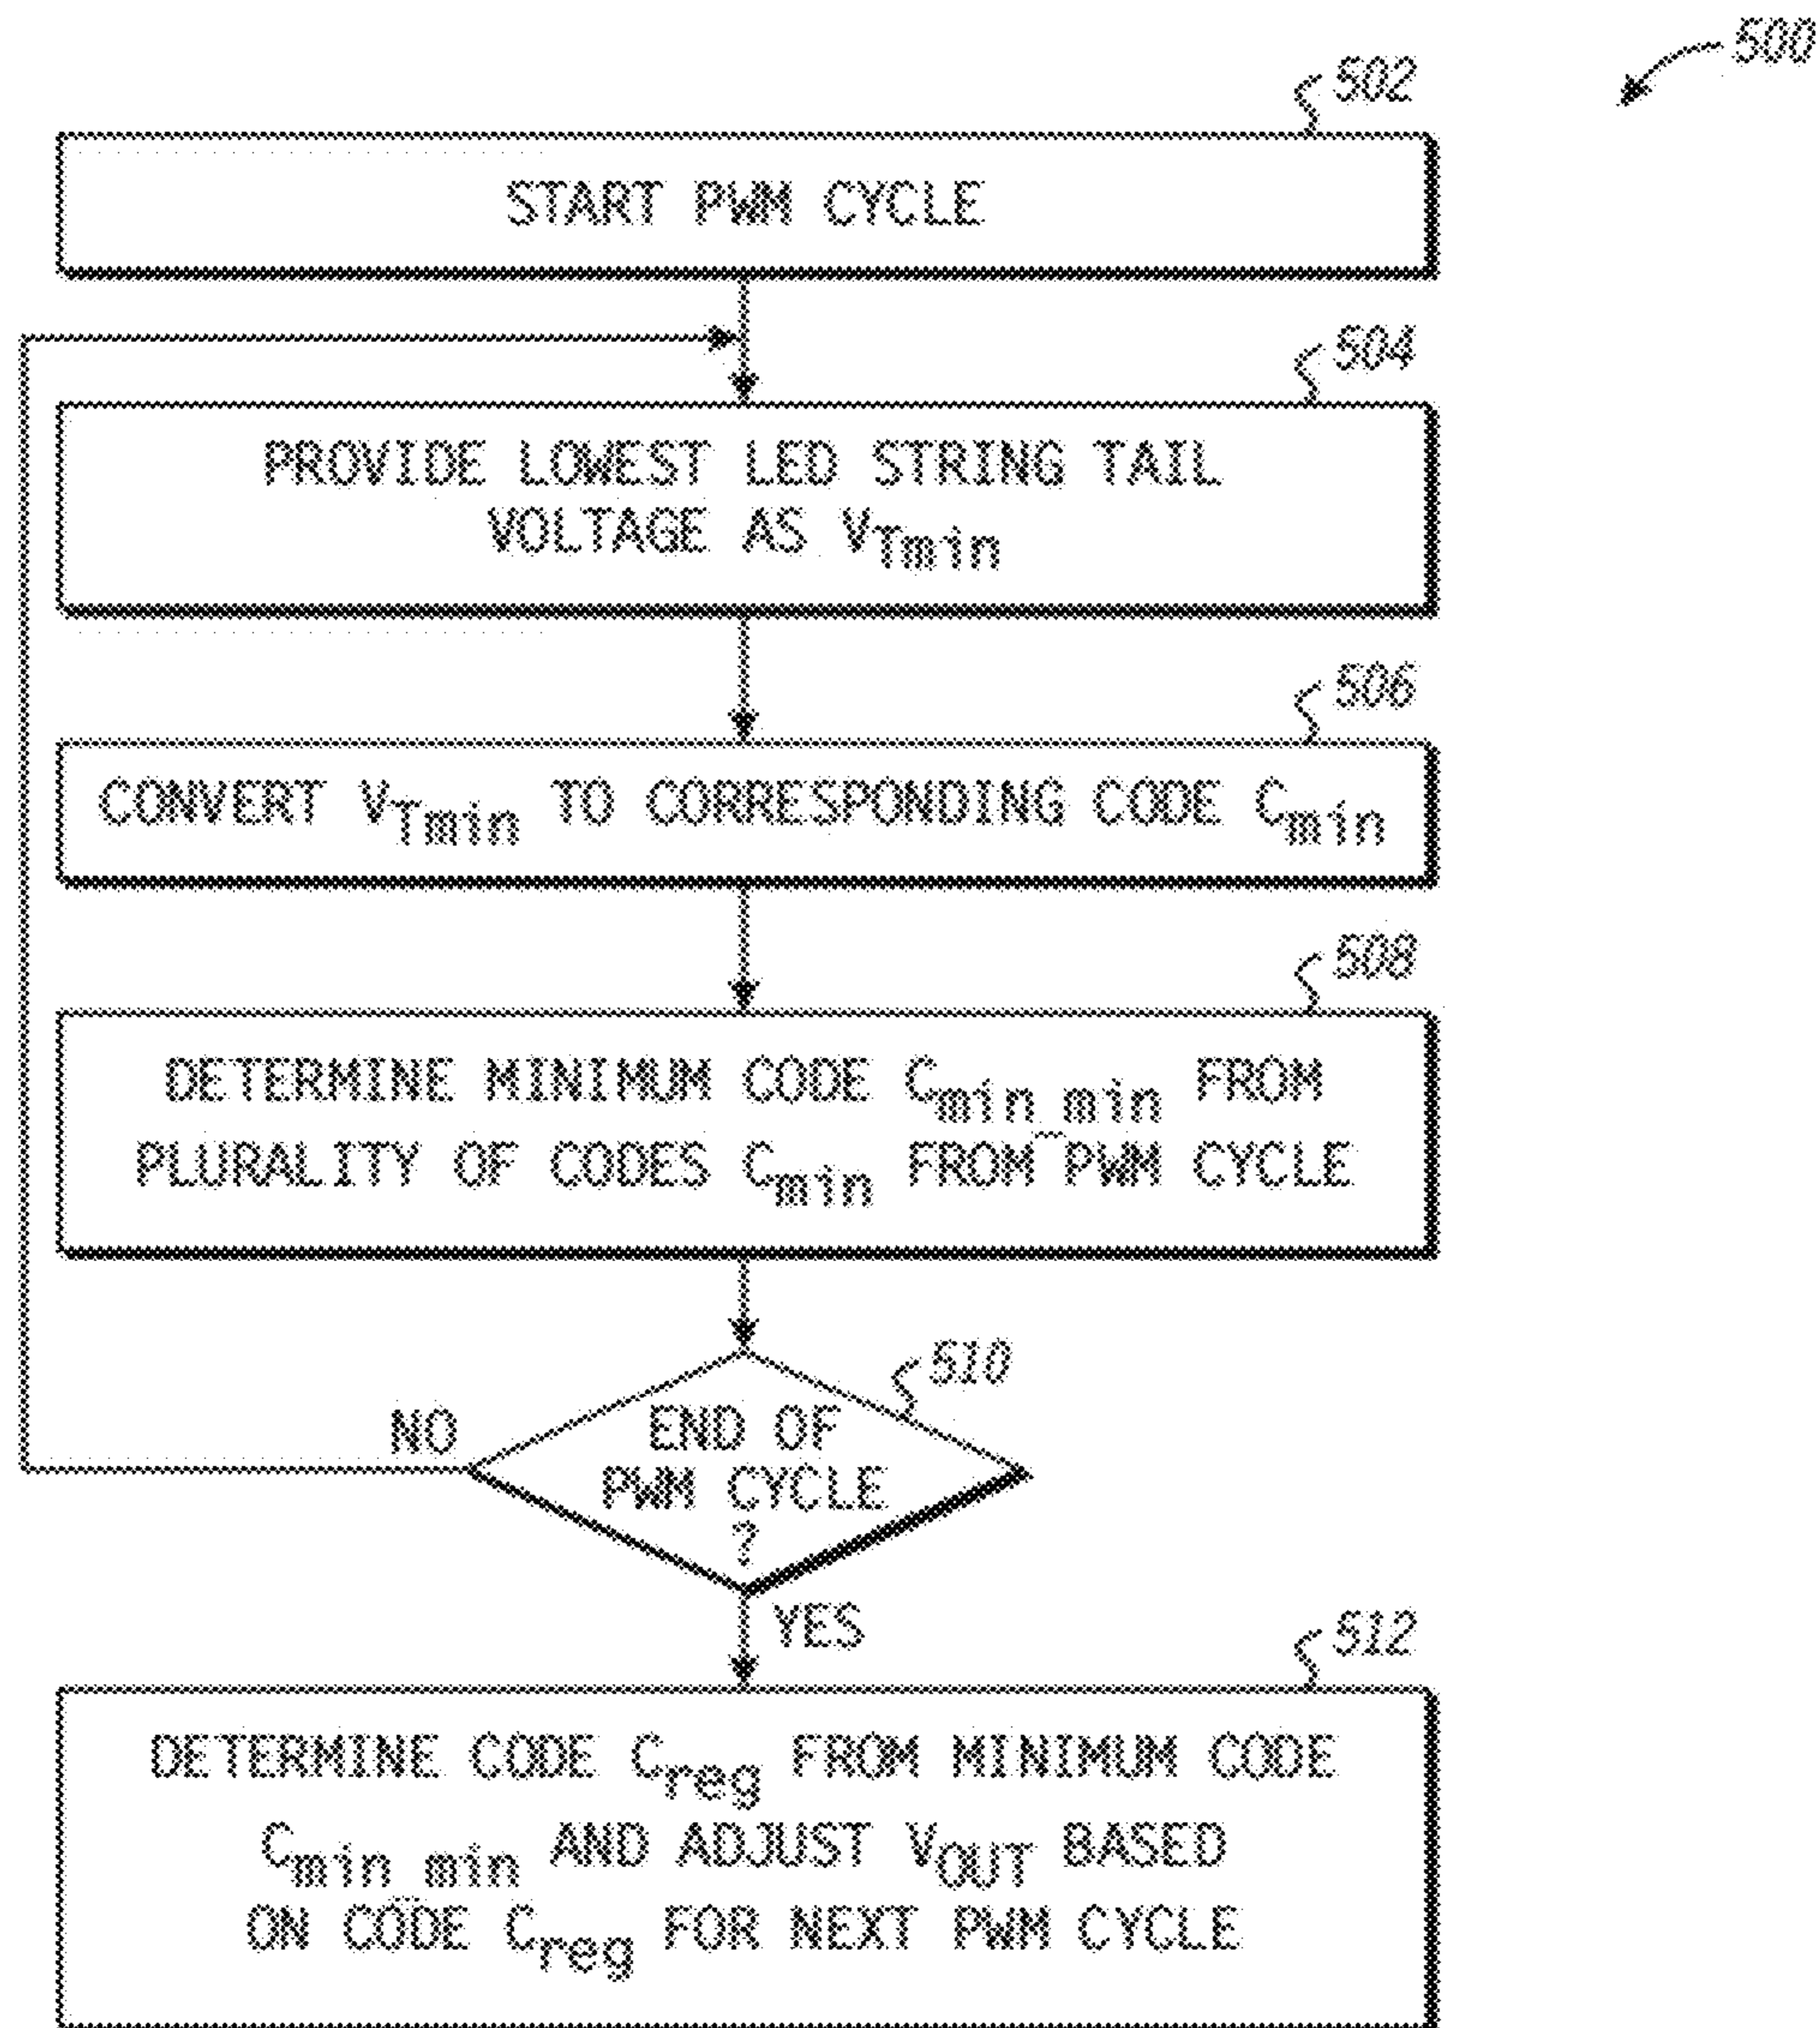 500
502
START PWM CYCLE
504
PROVIDE LOWEST LED STRING TAIL
VOLTAGE AS VTmin
506
CONVERT VTmin TO CORRESPONDING CODE Cmin
508
DETERMINE MINIMUM CODE Cmin_min FROM
PLURALITY OF CODES Cmin FROM PWM CYCLE
510
END OF
PWM CYCLE
?
NO
YES
512
DETERMINE CODE Creg FROM MINIMUM CODE
Cmin_min AND ADJUST VOUT BASED
ON CODE Creg FOR NEXT PWM CYCLE